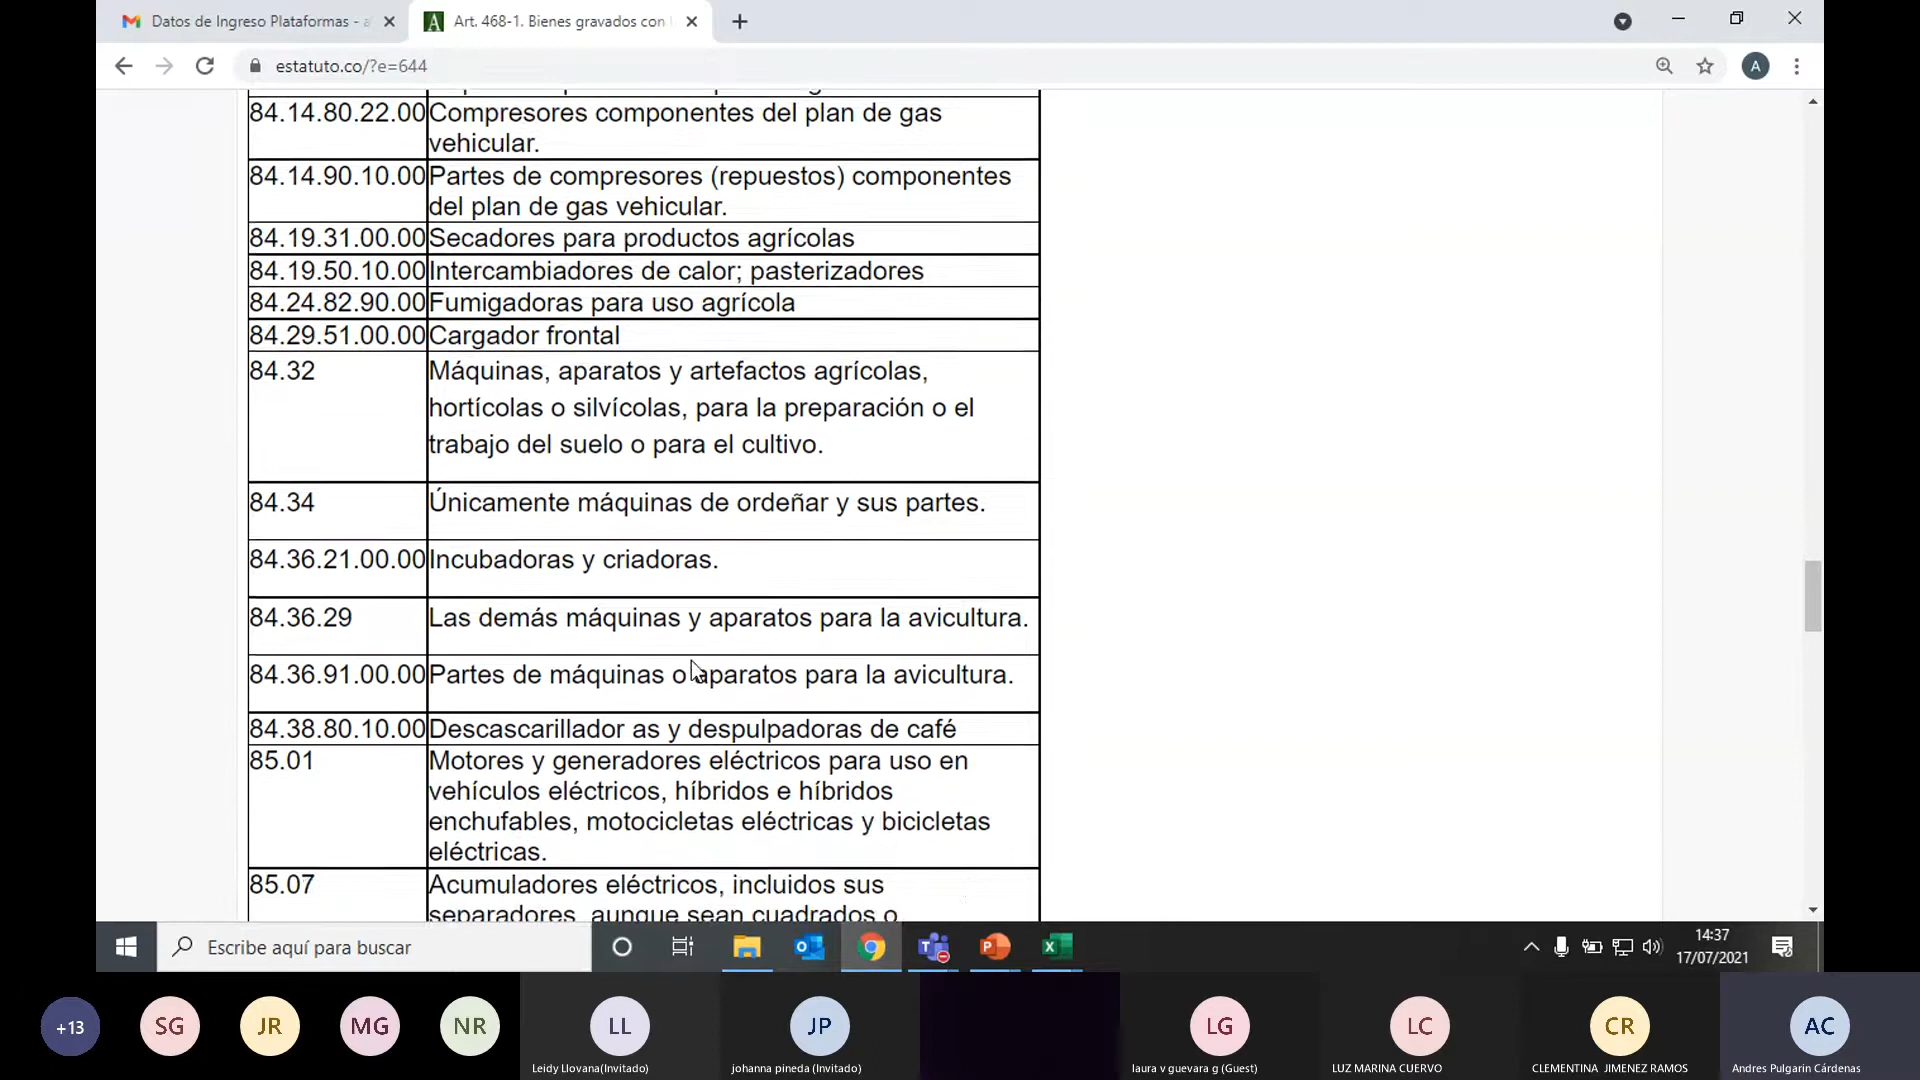 Datos de Ingreso Plataformas - a
Art. 468-1. Bienes gravados con
estatuto.co/?e=644
A
84.14.80.22.00 Compresores componentes del plan de gas
vehicular.
84.14.90.10.00 Partes de compresores (repuestos) componentes
del plan de gas vehicular.
84.19.31.00.00 Secadores para productos agrícolas
84.19.50.10.00 Intercambiadores de calor; pasterizadores
84.24.82.90.00 Fumigadoras para uso agrícola
84.29.51.00.00 Cargador frontal
84.32 Máquinas, aparatos y artefactos agrícolas,
hortícolas o silvícolas, para la preparación o el
trabajo del suelo o para el cultivo.
84.34 Únicamente máquinas de ordeñar y sus partes.
84.36.21.00.00 Incubadoras y criadoras.
84.36.29 Las demás máquinas y aparatos para la avicultura.
84.36.91.00.00 Partes de máquinas o aparatos para la avicultura.
84.38.80.10.00 Descascarillador as y despulpadoras de café
85.01 Motores y generadores eléctricos para uso en
vehículos eléctricos, híbridos e híbridos
enchufables, motocicletas eléctricas y bicicletas
eléctricas.
85.07 Acumuladores eléctricos, incluidos sus
separadores, aunque sean cuadrados o
Escribe aquí para buscar
14:37
17/07/2021
+13 SG JR MG NR LL JP LG LC CR AC
Leidy Llovana(Invitado) johanna pineda (Invitado) laura v guevara g (Guest) LUZ MARINA CUERVO CLEMENTINA JIMENEZ RAMOS Andres Pulgarin Cárdenas